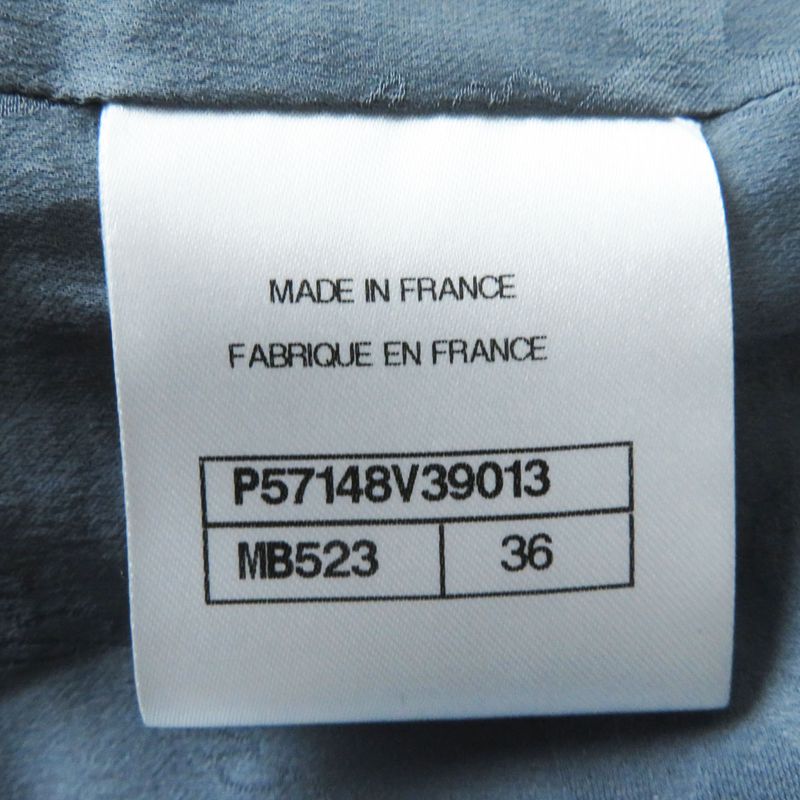 MADE IN FRANCE
FABRIQUE EN FRANCE
P57148V39013
MB523 36